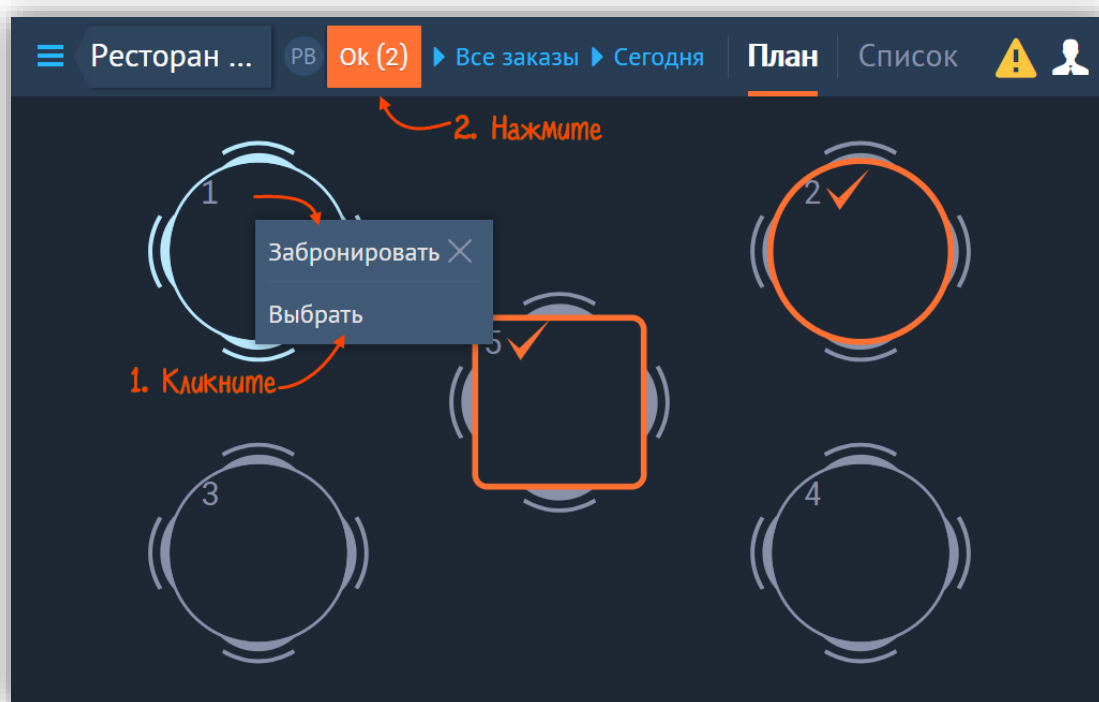 Ресторан ... РВ Ok (2) Все заказы Сегодня План Список
2. Нажмите
1
2
Забронировать
Выбрать
5
1. Кликните
3
4